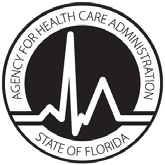 AGENCY FOR HEALTH CARE ADMINISTRATION
STATE OF FLORIDA